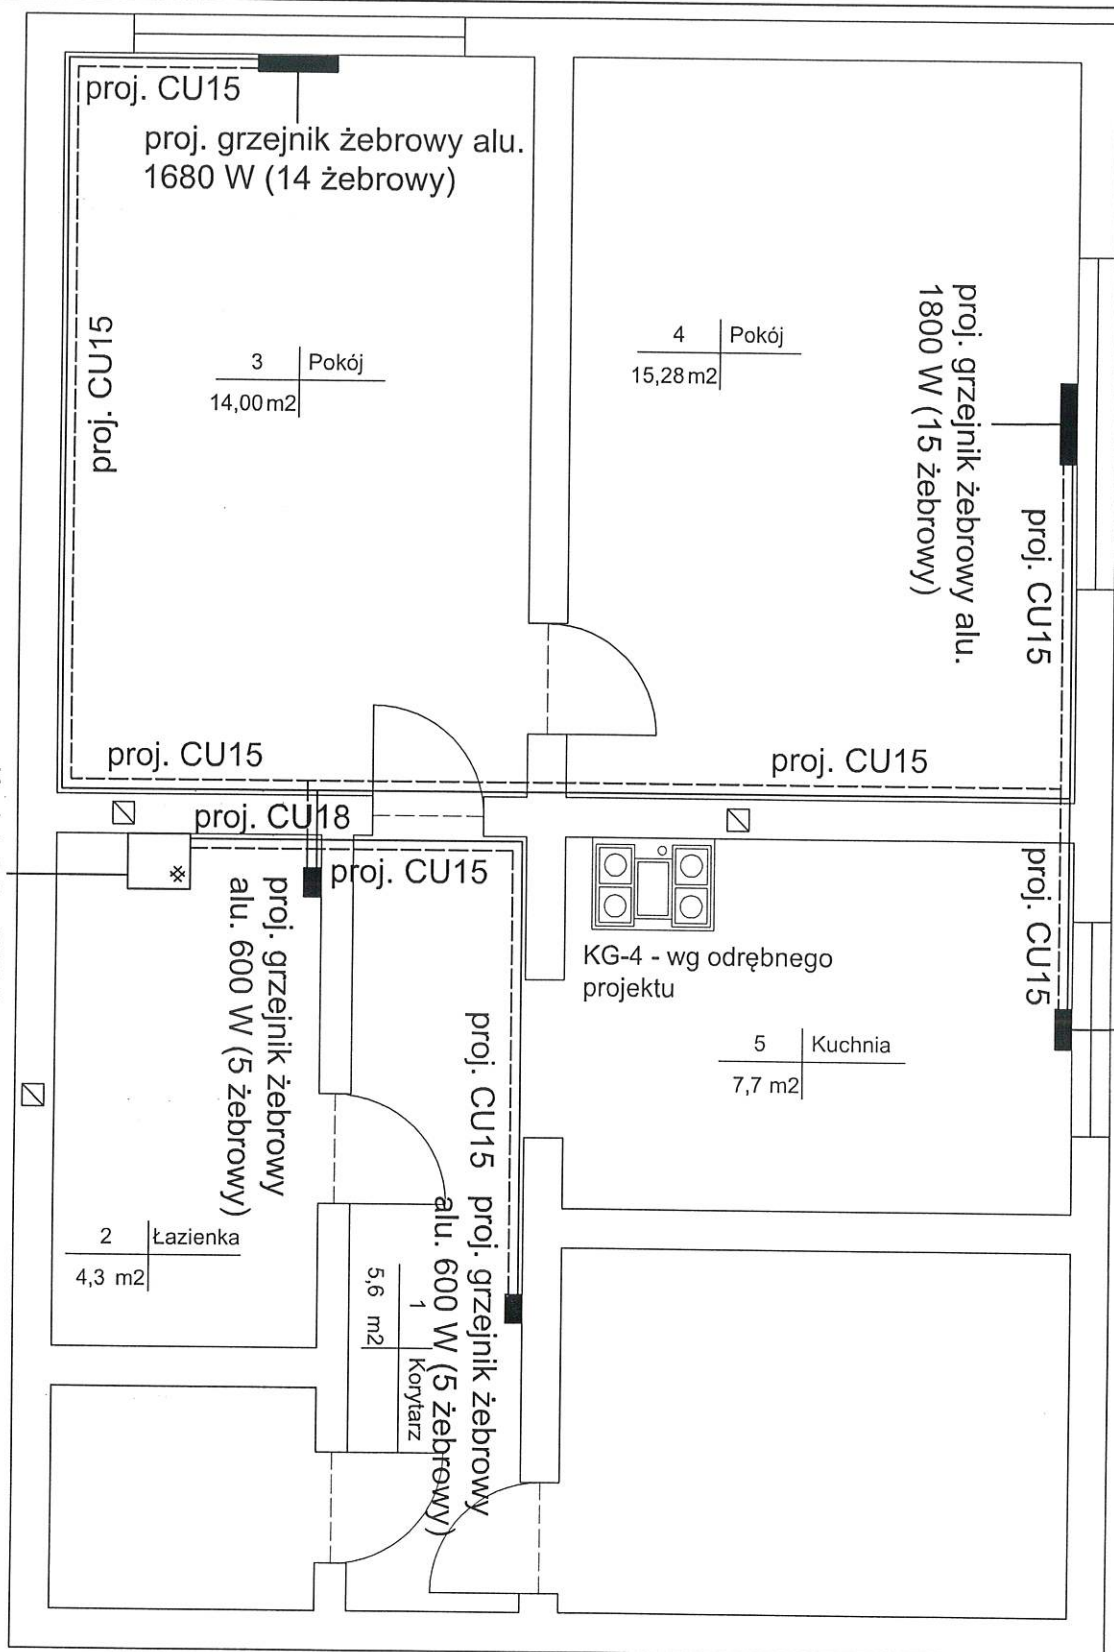 proj. CU15
proj. grzejnik żebrowy alu.
1680 W (14 żebrowy)
proj. CU15
3 Pokój
14,00 m2
4 Pokój
15,28 m2
proj. grzejnik żebrowy alu.
1800 W (15 żebrowy)
proj. CU15
proj. CU15
proj. CU15
proj. CU18
proj. CU15
proj. CU15
KG-4 - wg odrębnego
projektu
5 Kuchnia
7,7 m2
proj. grzejnik żebrowy
alu. 600 W (5 żebrowy)
proj. CU15
proj. grzejnik żebrowy
alu. 600 W (5 żebrowy)
2 Łazienka
4,3 m2
1 Korytarz
5,6 m2